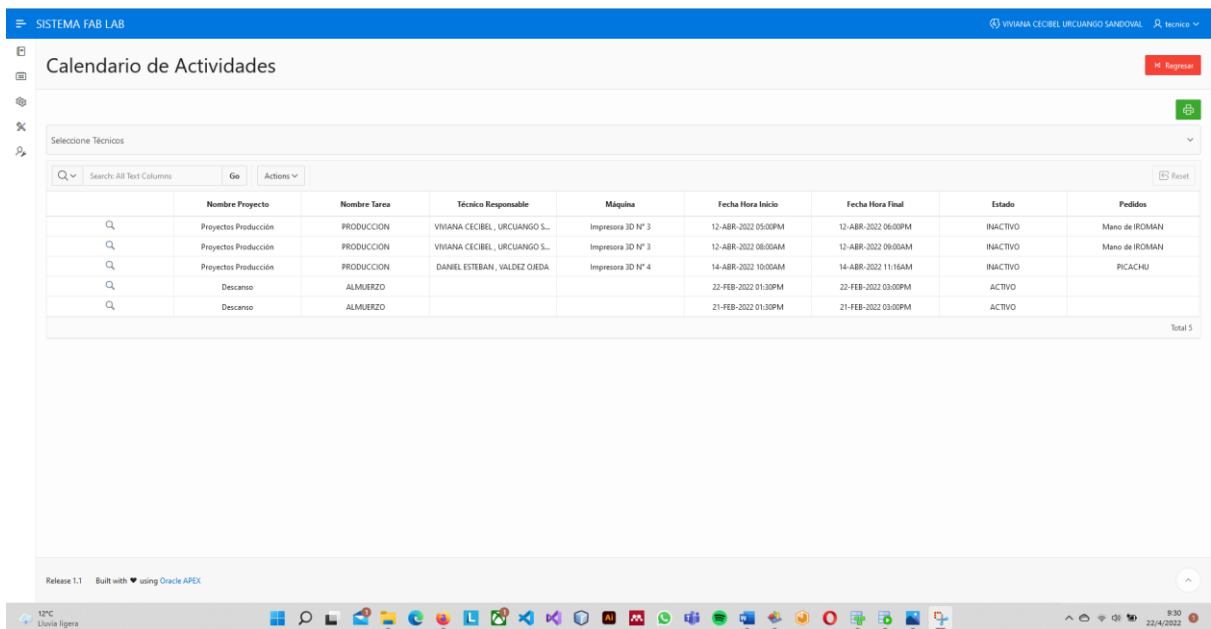 SISTEMA FAB LAB VIVIANA CECIBEL URCUANGO SANDOVAL tecnico
Calendario de Actividades Regresar
Seleccione Técnicos
Search: All Text Columns Go Actions Reset
Nombre Proyecto Nombre Tarea Técnico Responsable Máquina Fecha Hora Inicio Fecha Hora Final Estado Pedidos
Proyectos Producción PRODUCCION VIVIANA CECIBEL , URCUANGO S... Impresora 3D N° 3 12-ABR-2022 05:00PM 12-ABR-2022 06:00PM INACTIVO Mano de IROMAN
Proyectos Producción PRODUCCION VIVIANA CECIBEL , URCUANGO S... Impresora 3D N° 3 12-ABR-2022 08:00AM 12-ABR-2022 09:00AM INACTIVO Mano de IROMAN
Proyectos Producción PRODUCCION DANIEL ESTEBAN , VALDEZ OJEDA Impresora 3D N° 4 14-ABR-2022 10:00AM 14-ABR-2022 11:16AM INACTIVO PICACHU
Descanso ALMUERZO 22-FEB-2022 01:30PM 22-FEB-2022 03:00PM ACTIVO
Descanso ALMUERZO 21-FEB-2022 01:30PM 21-FEB-2022 03:00PM ACTIVO
Total 5
Release 1.1 Built with ♥ using Oracle APEX
12°C 9:30
Lluvia ligera 22/4/2022